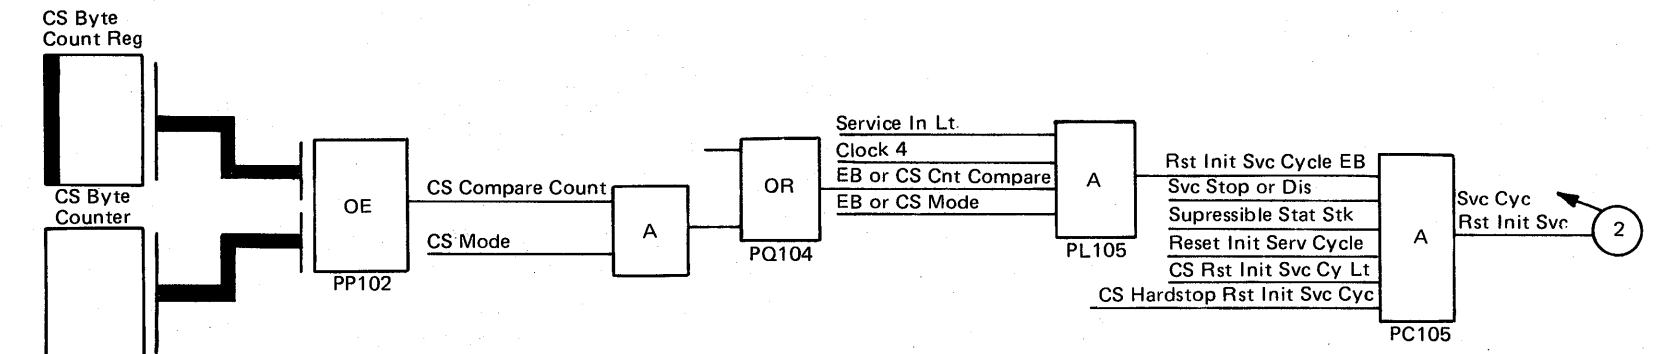 CS Byte
Count Reg
CS Byte
Counter
OE
PP102
CS Compare Count
CS Mode
A
OR
PQ104
Service In Lt
Clock 4
EB or CS Cnt Compare
EB or CS Mode
A
PL105
Rst Init Svc Cycle EB
Svc Stop or Dis
Supressible Stat Stk
Reset Init Serv Cycle
CS Rst Init Svc Cy Lt
CS Hardstop Rst Init Svc Cyc
A
PC105
Svc Cyc
Rst Init Svc
2